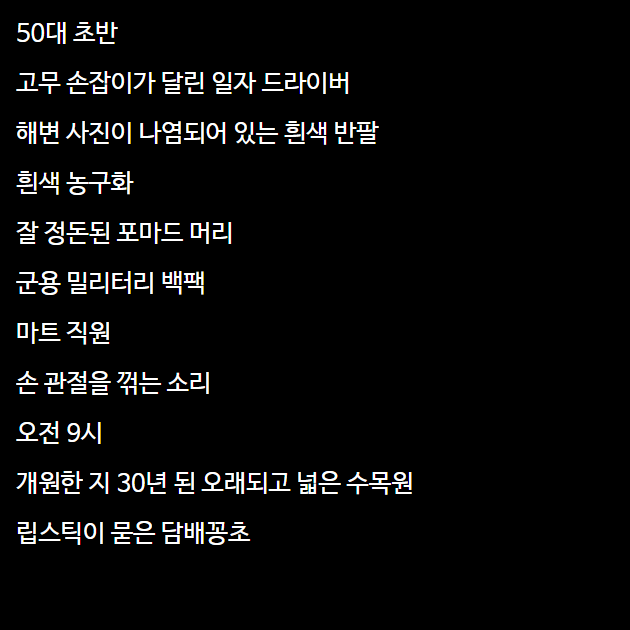 50대 초반
고무 손잡이가 달린 일자 드라이버
해변 사진이 나염되어 있는 흰색 반팔
흰색 농구화
잘 정돈된 포마드 머리
군용 밀리터리 백팩
마트 직원
손 관절을 꺾는 소리
오전 9시
개원한 지 30년 된 오래되고 넓은 수목원
립스틱이 묻은 담배꽁초